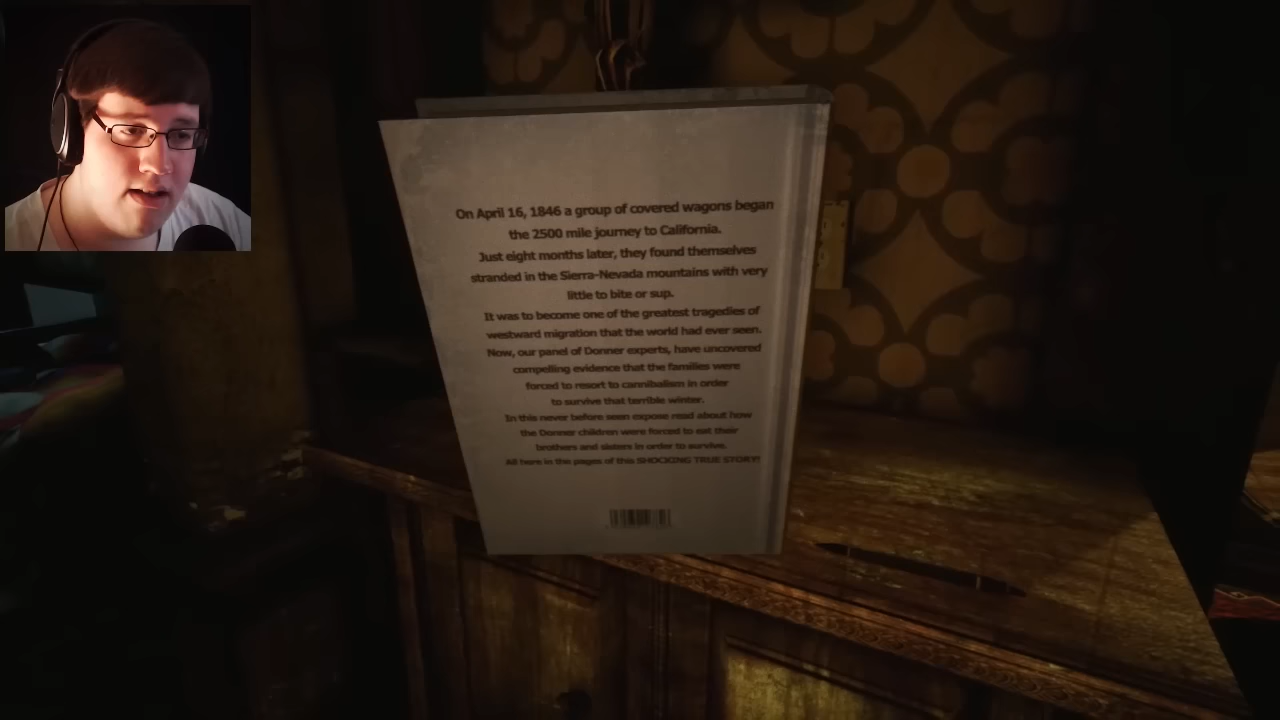 On April 16, 1846 a group of covered wagons began
the 2500 mile journey to California.
Just eight months later, they found themselves
stranded in the Sierra-Nevada mountains with very
little to bite or sup.
It was to become one of the greatest tragedies of
westward migration that the world had ever seen.
Now, our panel of Donner experts, have uncovered
compelling evidence that the families were
forced to resort to cannibalism in order
to survive that terrible winter.
In this never before seen expose read about how
the Donner children were forced to eat their
brothers and sisters in order to survive.
All here in the pages of this SHOCKING TRUE STORY!